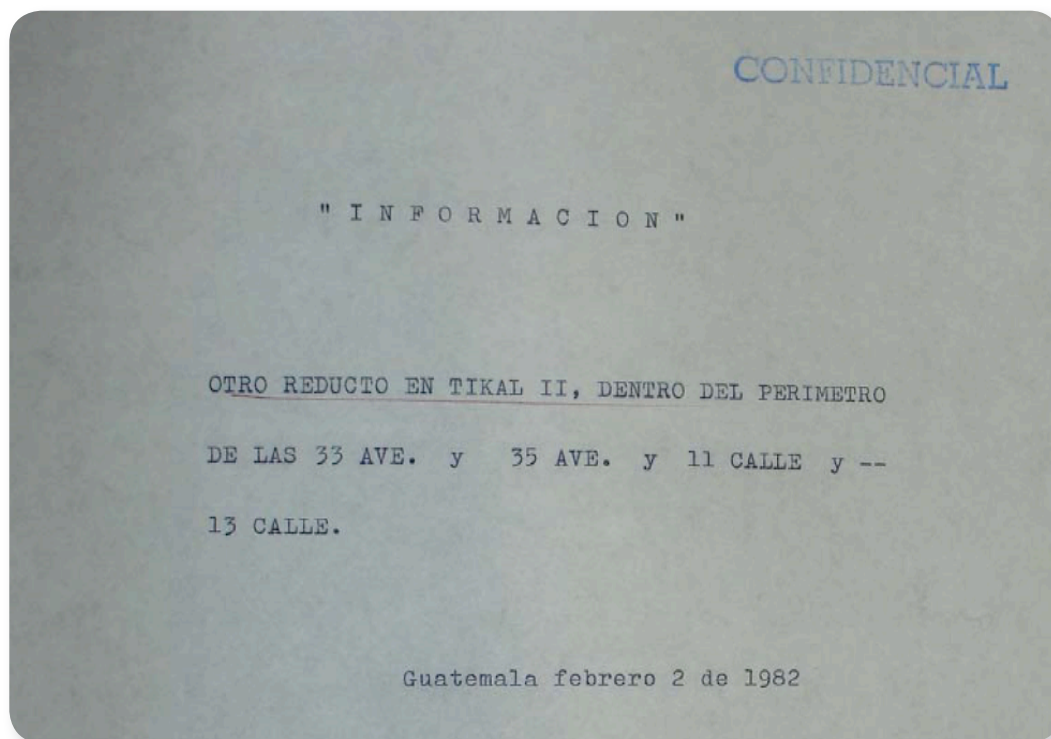 CONFIDENCIAL
" I N F O R M A C I O N "
OTRO REDUCTO EN TIKAL II, DENTRO DEL PERIMETRO
DE LAS 33 AVE. y 35 AVE. y 11 CALLE y --
13 CALLE.
Guatemala febrero 2 de 1982